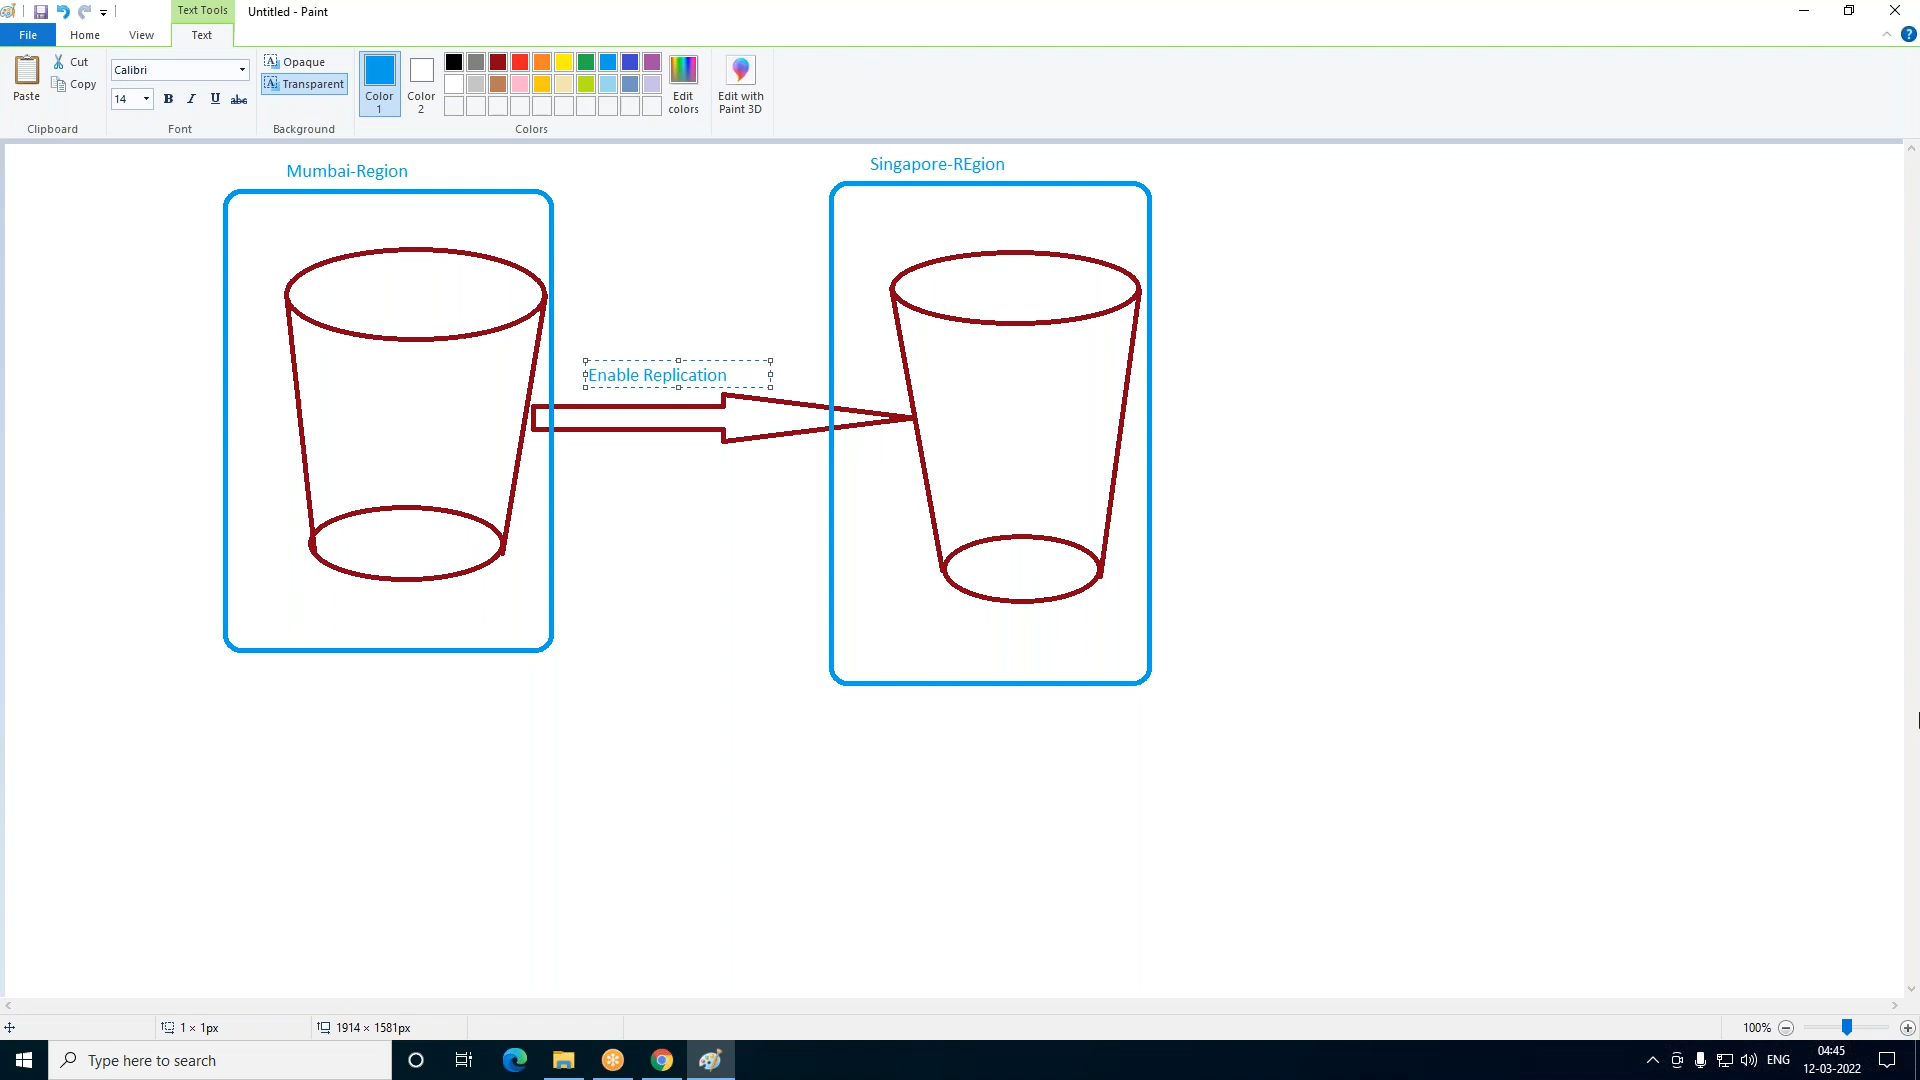 Text Tools
Untitled - Paint
File
Home
View
Text
Paste
Cut
Copy
Clipboard
Calibri
14
B I U abc
Font
Opaque
Transparent
Background
Color 1
Color 2
Edit colors
Colors
Edit with Paint 3D
Mumbai-Region
Singapore-REgion
Enable Replication
1 × 1px
1914 × 1581px
100%
Type here to search
ENG
04:45
12-03-2022